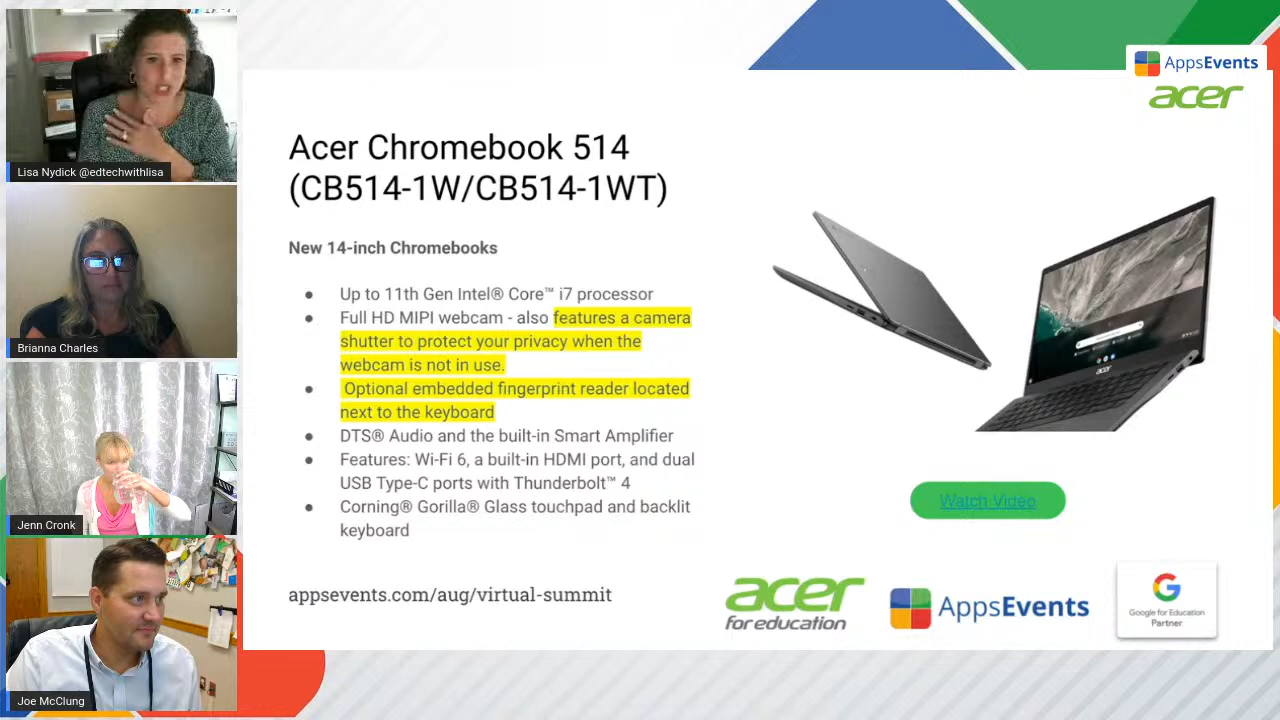 Lisa Nydick @edtechwithlisa
Brianna Charles
Jenn Cronk
Joe McClung
AppsEvents
acer
Acer Chromebook 514
(CB514-1W/CB514-1WT)
New 14-inch Chromebooks
● Up to 11th Gen Intel® Core™ i7 processor
● Full HD MIPI webcam - also features a camera
shutter to protect your privacy when the
webcam is not in use.
● Optional embedded fingerprint reader located
next to the keyboard
● DTS® Audio and the built-in Smart Amplifier
● Features: Wi-Fi 6, a built-in HDMI port, and dual
USB Type-C ports with Thunderbolt™ 4
● Corning® Gorilla® Glass touchpad and backlit
keyboard
acer
Watch Video
appsevents.com/aug/virtual-summit
acer
for education
AppsEvents
Google for Education
Partner